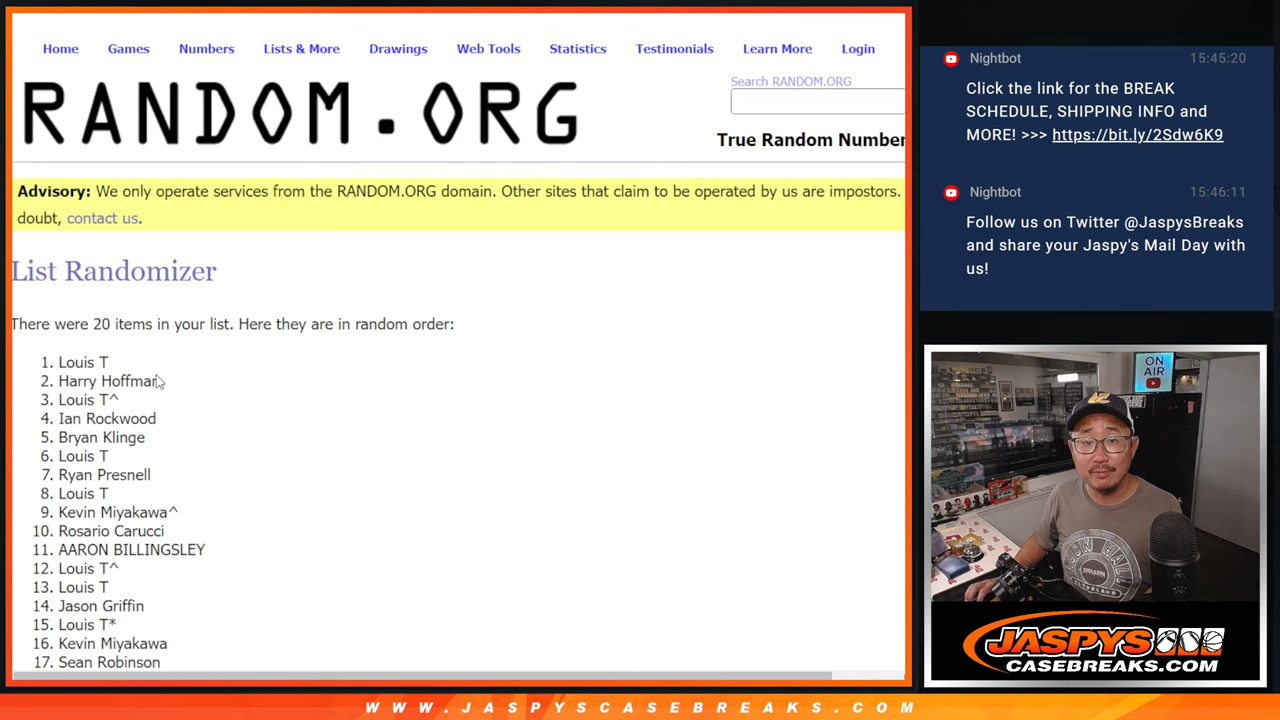 Home Games Numbers Lists & More Drawings Web Tools Statistics Testimonials Learn More Login
RANDOM.ORG
Search RANDOM.ORG
True Random Number
Advisory: We only operate services from the RANDOM.ORG domain. Other sites that claim to be operated by us are impostors.
doubt, contact us.
List Randomizer
There were 20 items in your list. Here they are in random order:
1. Louis T
2. Harry Hoffman
3. Louis T^
4. Ian Rockwood
5. Bryan Klinge
6. Louis T
7. Ryan Presnell
8. Louis T
9. Kevin Miyakawa^
10. Rosario Carucci
11. AARON BILLINGSLEY
12. Louis T^
13. Louis T
14. Jason Griffin
15. Louis T*
16. Kevin Miyakawa
17. Sean Robinson
Nightbot 15:45:20
Click the link for the BREAK
SCHEDULE, SHIPPING INFO and
MORE! >>> https://bit.ly/2Sdw6K9
Nightbot 15:46:11
Follow us on Twitter @JaspysBreaks
and share your Jaspy's Mail Day with
us!
ON
AIR
CLEVELAND
JASPYS
CASEBREAKS.COM
WWW.JASPYSCASEBREAKS.COM